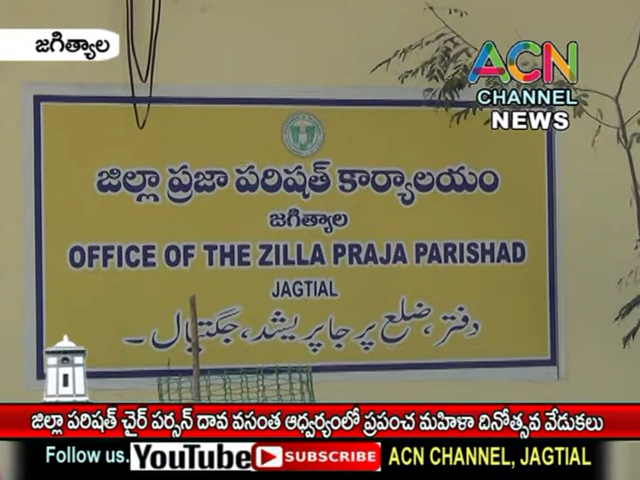 జగిత్యాల
ACN
CHANNEL
NEWS
జిల్లా ప్రజా పరిషత్ కార్యాలయం
జగిత్యాల
OFFICE OF THE ZILLA PRAJA PARISHAD
JAGTIAL
دفتر، ضلع پرجا پریشد، جگتیال ۔
జిల్లా పరిషత్ చైర్ పర్సన్ దావ వసంత ఆధ్వర్యంలో ప్రపంచ మహిళా దినోత్సవ వేడుకలు
Follow us. YouTube SUBSCRIBE ACN CHANNEL, JAGTIAL